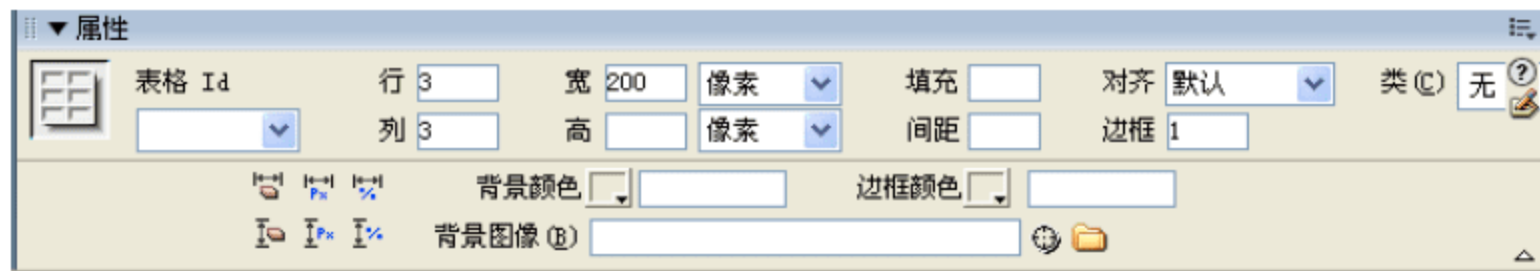 属性
表格 Id 行 3 宽 200 像素 填充 对齐 默认 类(C) 无
列 3 高 像素 间距 边框 1
背景颜色 边框颜色
背景图像(B)